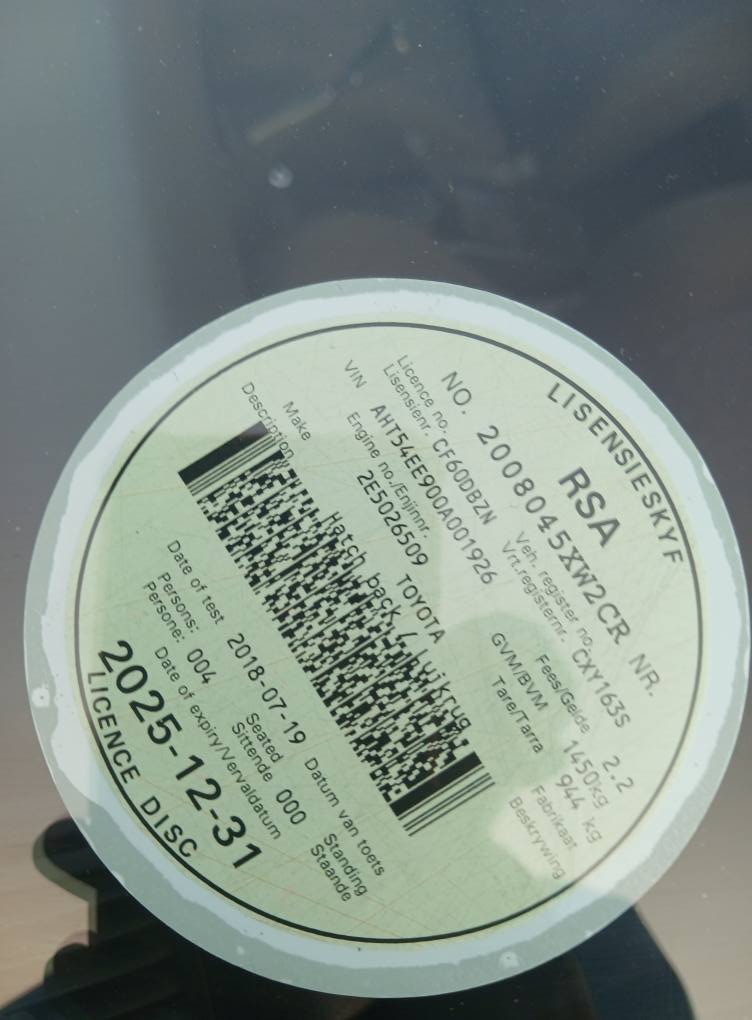 LISENSIESKYF
RSA
NO. 2008045XW2CR NR.
Licence no./ Veh. register no.
Lisensienr. CF60DBZN Vrt.registernr. CXY163S
VIN AHT54EE900A001926 Fees/Gelde 2.2
Engine no./Enjinnr. GVM/BVM 1450kg
2E5026509 Tare/Tarra 944 kg
Make TOYOTA Fabrikaat
Description Hatch back / Luikrug Beskrywing
Date of test 2018-07-19 Datum van toets
Persons: Seated Standing
Persone: 004 Sittende 000 Staande
Date of expiry/Vervaldatum
2025-12-31
LICENCE DISC